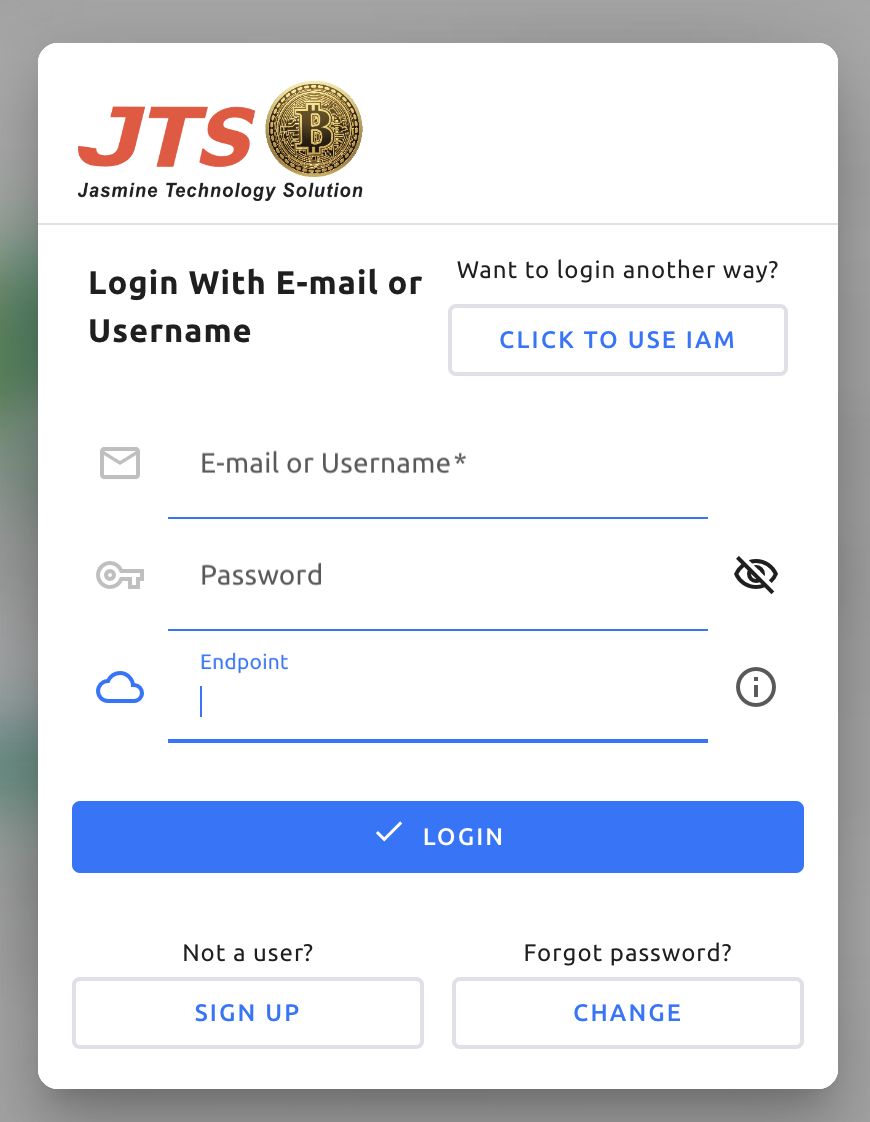 JTS
Jasmine Technology Solution
Login With E-mail or
Username
Want to login another way?
CLICK TO USE IAM
E-mail or Username*
Password
Endpoint
LOGIN
Not a user?
SIGN UP
Forgot password?
CHANGE